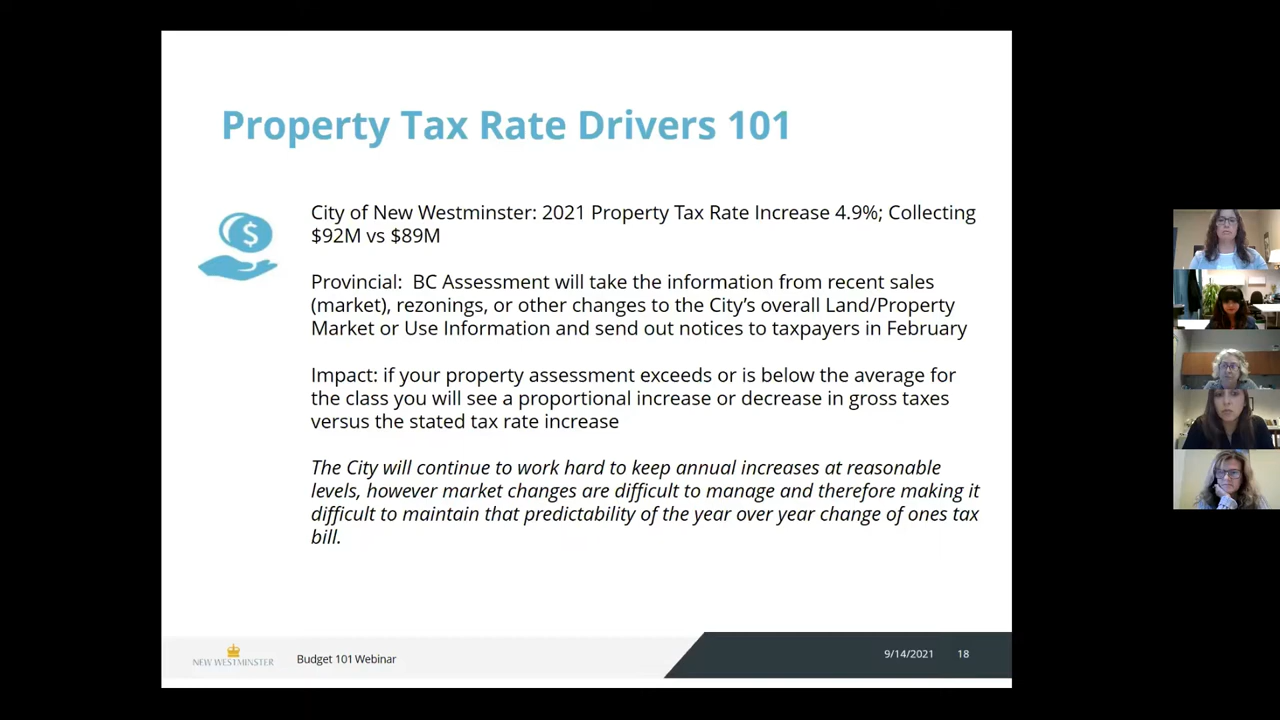 Property Tax Rate Drivers 101
$
City of New Westminster: 2021 Property Tax Rate Increase 4.9%; Collecting
$92M vs $89M
Provincial: BC Assessment will take the information from recent sales
(market), rezonings, or other changes to the City's overall Land/Property
Market or Use Information and send out notices to taxpayers in February
Impact: if your property assessment exceeds or is below the average for
the class you will see a proportional increase or decrease in gross taxes
versus the stated tax rate increase
The City will continue to work hard to keep annual increases at reasonable
levels, however market changes are difficult to manage and therefore making it
difficult to maintain that predictability of the year over year change of ones tax
bill.
NEW WESTMINSTER
Budget 101 Webinar
9/14/2021 18